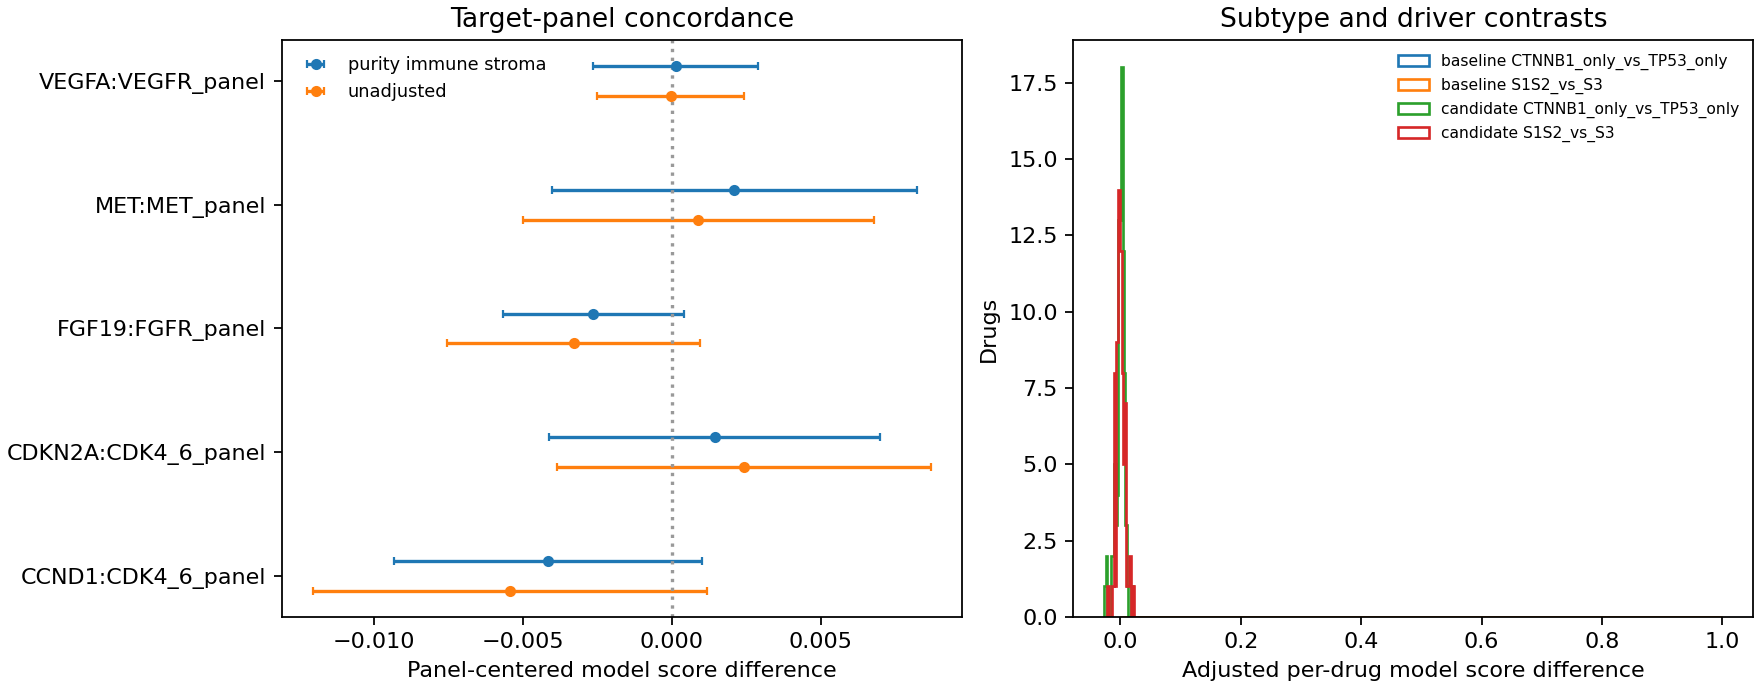 Target-panel concordance
purity immune stroma
unadjusted
VEGFA:VEGFR_panel
MET:MET_panel
FGF19:FGFR_panel
CDKN2A:CDK4_6_panel
CCND1:CDK4_6_panel
−0.010
−0.005
0.000
0.005
Panel-centered model score difference
Subtype and driver contrasts
baseline CTNNB1_only_vs_TP53_only
baseline S1S2_vs_S3
candidate CTNNB1_only_vs_TP53_only
candidate S1S2_vs_S3
Drugs
17.5
15.0
12.5
10.0
7.5
5.0
2.5
0.0
0.0
0.2
0.4
0.6
0.8
1.0
Adjusted per-drug model score difference